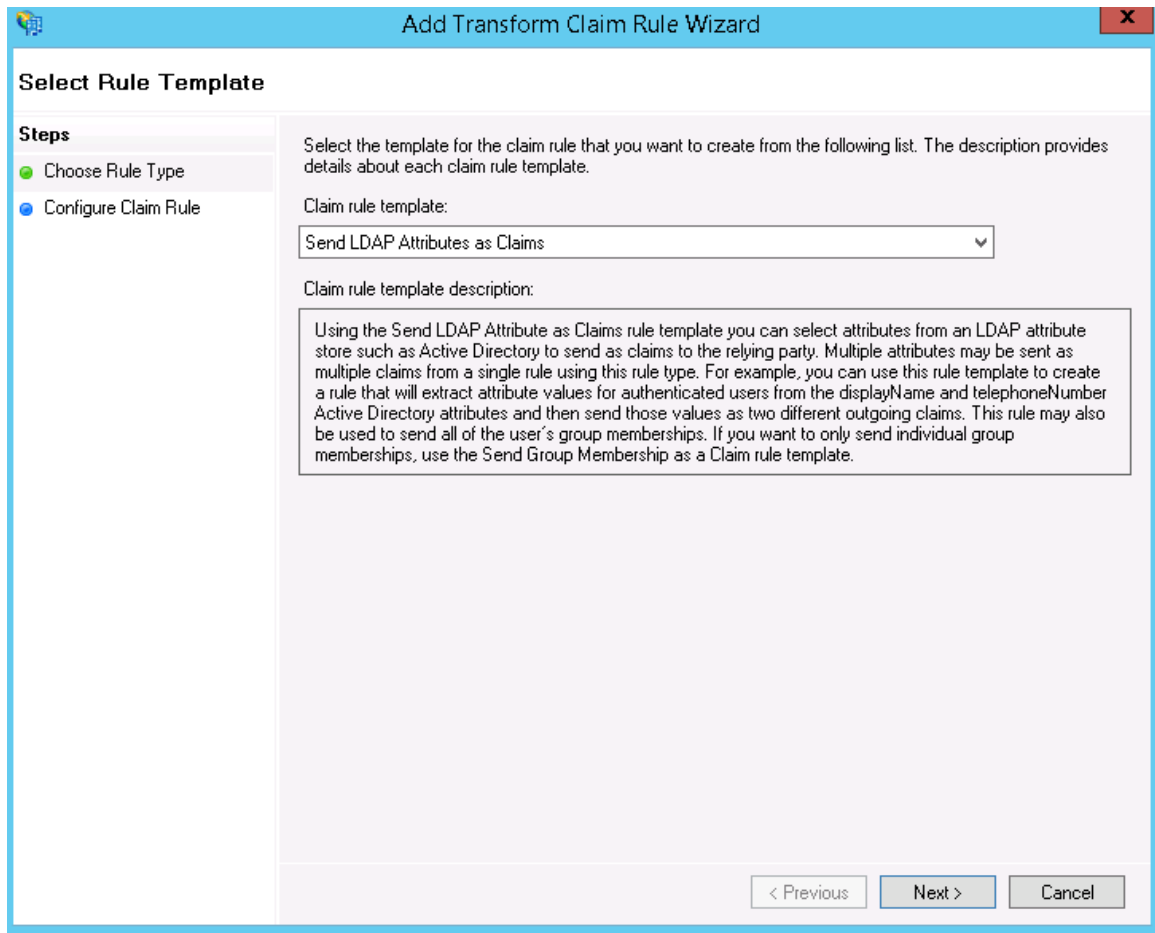 Add Transform Claim Rule Wizard
x
Select Rule Template
Steps
Choose Rule Type
Configure Claim Rule
Select the template for the claim rule that you want to create from the following list. The description provides
details about each claim rule template.
Claim rule template:
Send LDAP Attributes as Claims
Claim rule template description:
Using the Send LDAP Attribute as Claims rule template you can select attributes from an LDAP attribute
store such as Active Directory to send as claims to the relying party. Multiple attributes may be sent as
multiple claims from a single rule using this rule type. For example, you can use this rule template to create
a rule that will extract attribute values for authenticated users from the displayName and telephoneNumber
Active Directory attributes and then send those values as two different outgoing claims. This rule may also
be used to send all of the user's group memberships. If you want to only send individual group
memberships, use the Send Group Membership as a Claim rule template.
< Previous
Next >
Cancel